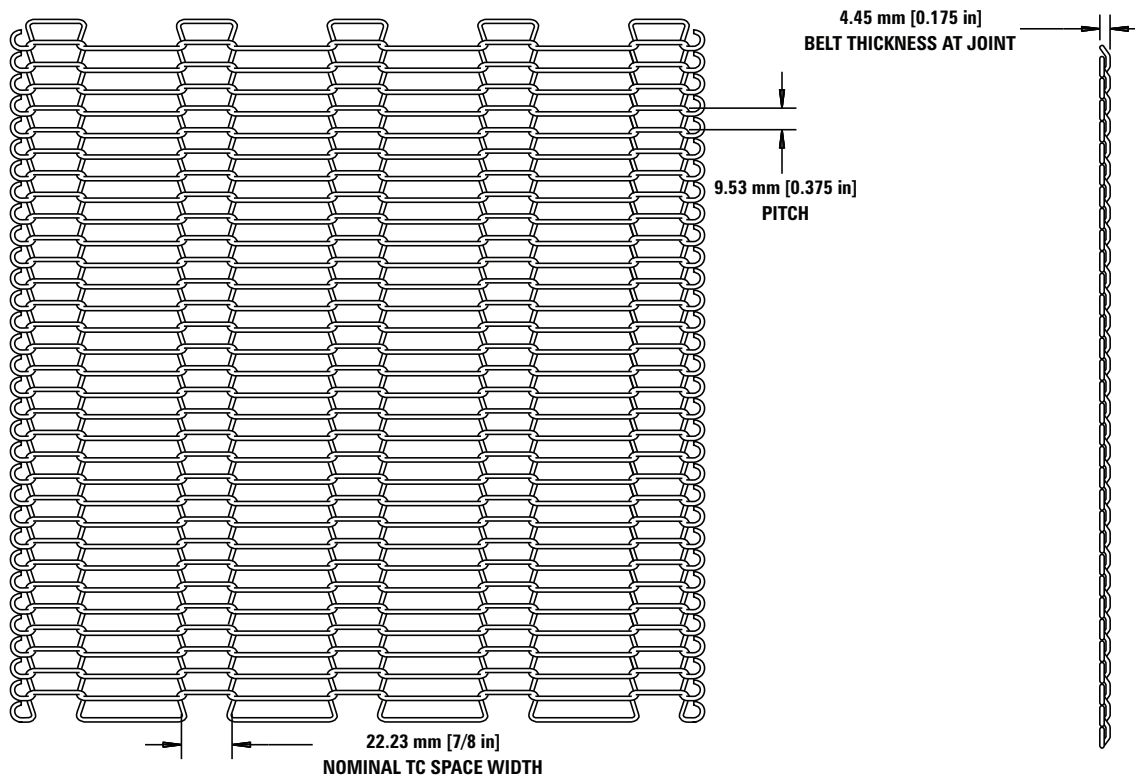 4.45 mm [0.175 in]
BELT THICKNESS AT JOINT
9.53 mm [0.375 in]
PITCH
22.23 mm [7/8 in]
NOMINAL TC SPACE WIDTH